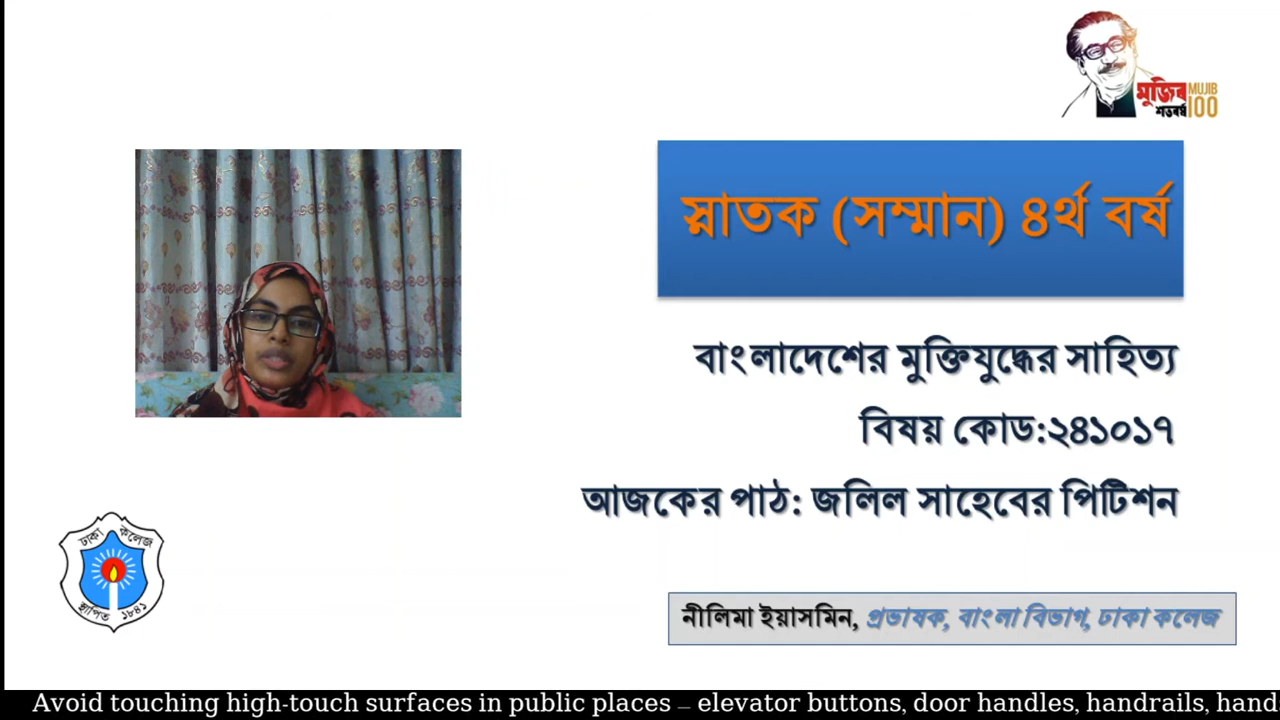 মুজিব MUJIB
শতবর্ষ 100
স্নাতক (সম্মান) ৪র্থ বর্ষ
বাংলাদেশের মুক্তিযুদ্ধের সাহিত্য
বিষয় কোড:২৪১০১৭
আজকের পাঠ: জলিল সাহেবের পিটিশন
ঢাকা কলেজ
স্থাপিত ১৮৪১
নীলিমা ইয়াসমিন, প্রভাষক, বাংলা বিভাগ, ঢাকা কলেজ
Avoid touching high-touch surfaces in public places – elevator buttons, door handles, handrails, hand